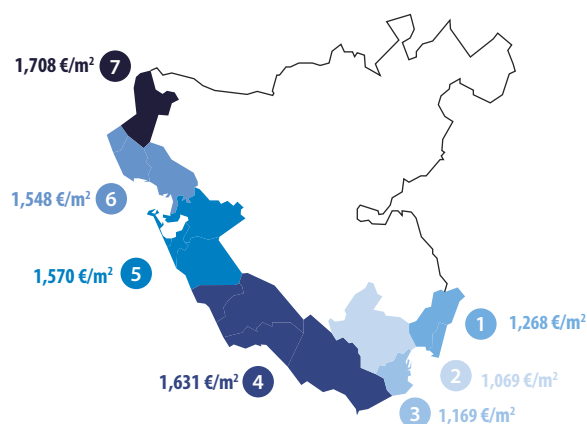 1,708 €/m² 7
1,548 €/m² 6
1,570 €/m² 5
1,631 €/m² 4
1 1,268 €/m²
2 1,069 €/m²
3 1,169 €/m²